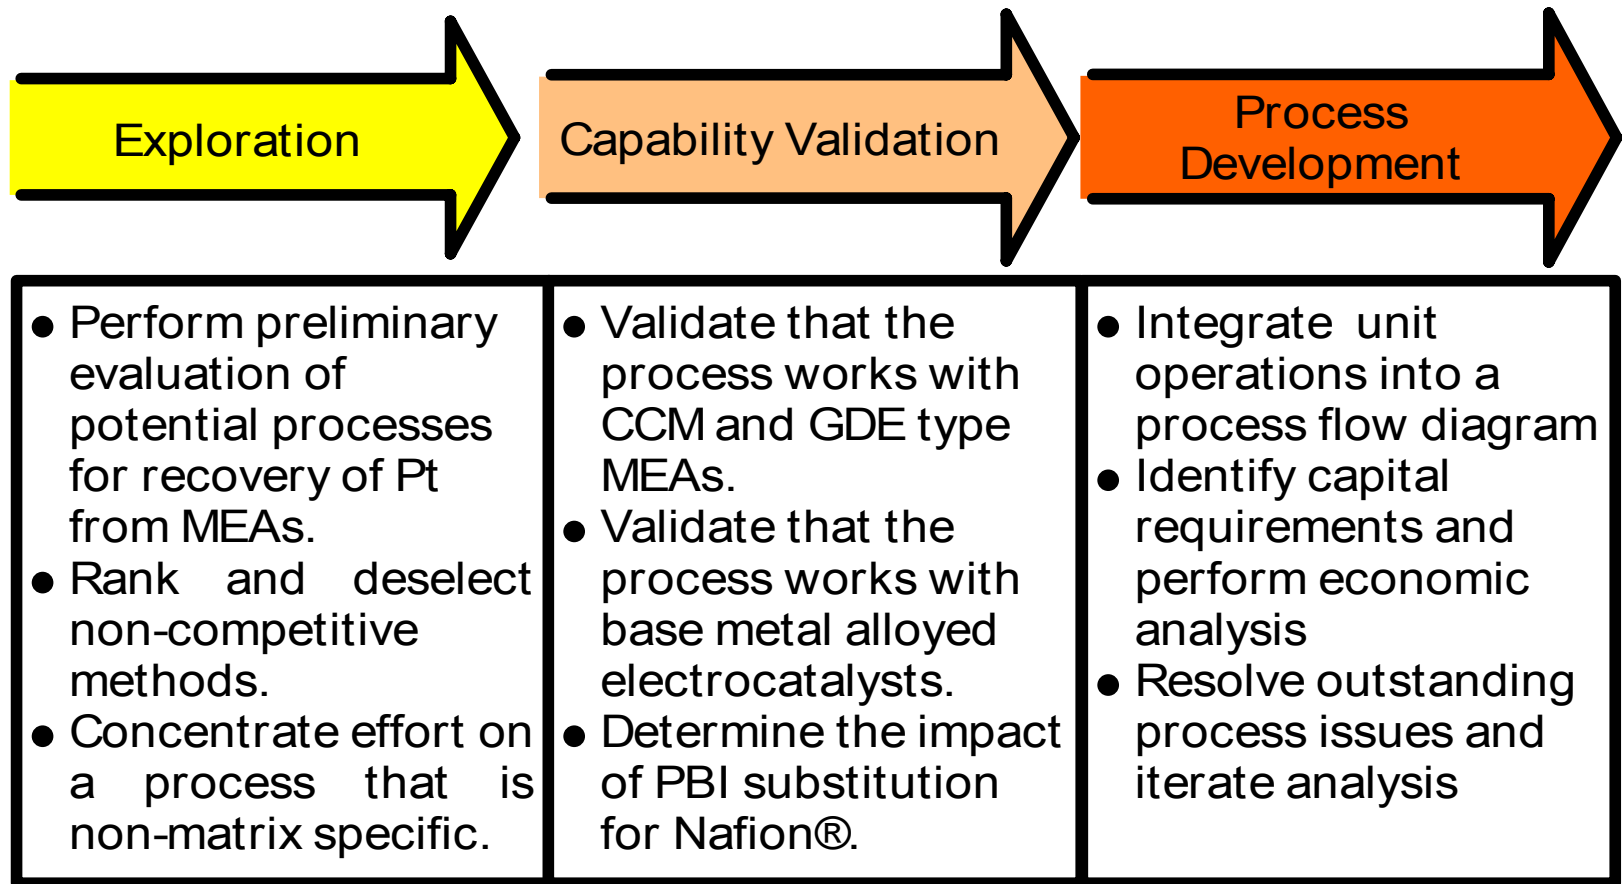 Exploration
Capability Validation
Process
Development
● Perform preliminary
evaluation of
potential processes
for recovery of Pt
from MEAs.
● Rank and deselect
non-competitive
methods.
● Concentrate effort on
a process that is
non-matrix specific.
● Validate that the
process works with
CCM and GDE type
MEAs.
● Validate that the
process works with
base metal alloyed
electrocatalysts.
● Determine the impact
of PBI substitution
for Nafion®.
● Integrate unit
operations into a
process flow diagram
● Identify capital
requirements and
perform economic
analysis
● Resolve outstanding
process issues and
iterate analysis